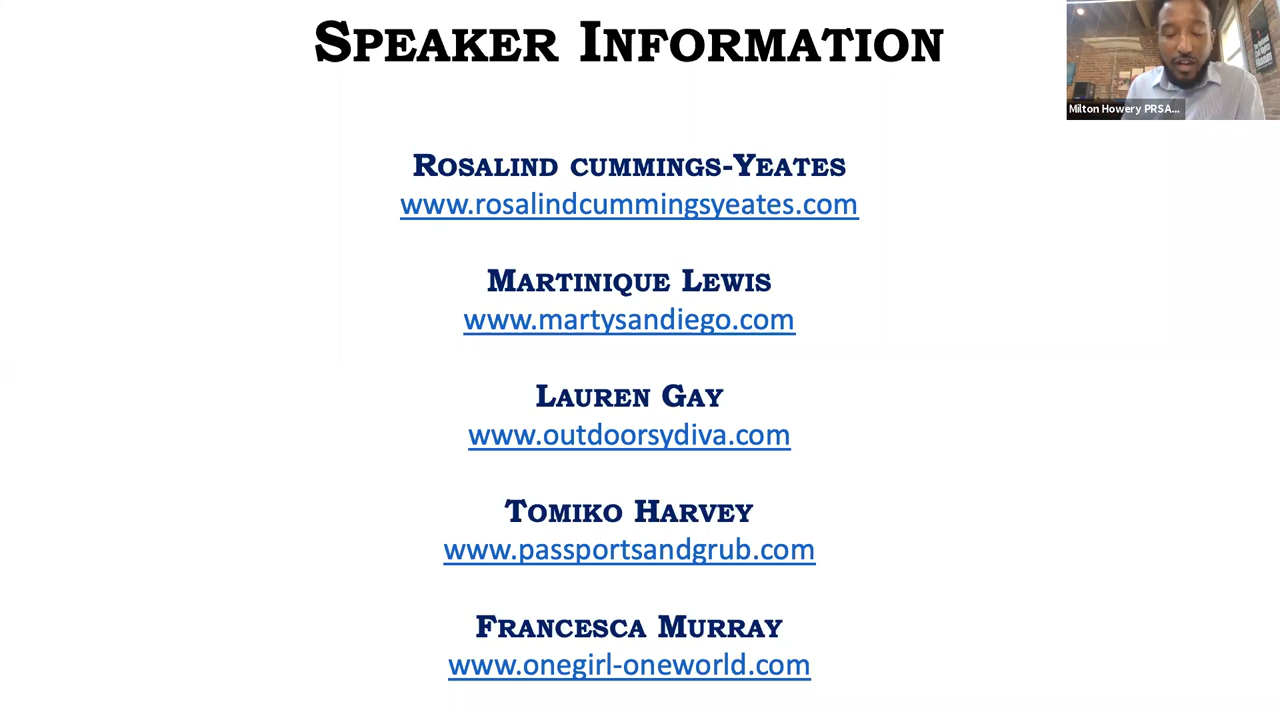 SPEAKER INFORMATION
Milton Howery PRSA...
ROSALIND CUMMINGS-YEATES
www.rosalindcummingsyeates.com
MARTINIQUE LEWIS
www.martysandiego.com
LAUREN GAY
www.outdoorsydiva.com
TOMIKO HARVEY
www.passportsandgrub.com
FRANCESCA MURRAY
www.onegirl-oneworld.com